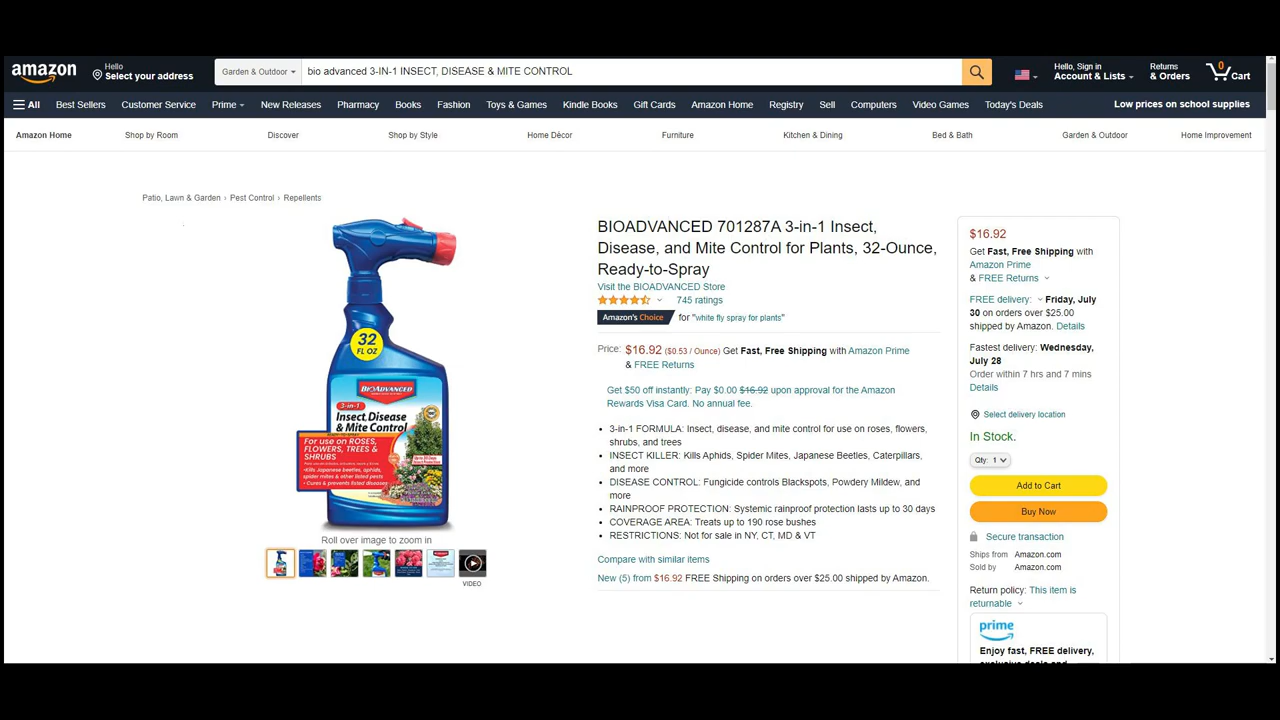 amazon
Hello
Select your address
Garden & Outdoor
bio advanced 3-IN-1 INSECT, DISEASE & MITE CONTROL
Hello, Sign in
Account & Lists
Returns
& Orders
0
Cart
All
Best Sellers
Customer Service
Prime
New Releases
Pharmacy
Books
Fashion
Toys & Games
Kindle Books
Gift Cards
Amazon Home
Registry
Sell
Computers
Video Games
Today's Deals
Low prices on school supplies
Amazon Home
Shop by Room
Discover
Shop by Style
Home Décor
Furniture
Kitchen & Dining
Bed & Bath
Garden & Outdoor
Home Improvement
Patio, Lawn & Garden › Pest Control › Repellents
32
FL OZ
BIOADVANCED
3-in-1
Insect, Disease
& Mite Control
For use on ROSES,
FLOWERS, TREES &
SHRUBS
•Kills Japanese beetles, aphids,
spider mites & other listed pests
• Cures & prevents listed diseases
Roll over image to zoom in
VIDEO
BIOADVANCED 701287A 3-in-1 Insect,
Disease, and Mite Control for Plants, 32-Ounce,
Ready-to-Spray
Visit the BIOADVANCED Store
745 ratings
Amazon's Choice for "white fly spray for plants"
Price: $16.92 ($0.53 / Ounce) Get Fast, Free Shipping with Amazon Prime
& FREE Returns
Get $50 off instantly: Pay $0.00 $16.92 upon approval for the Amazon
Rewards Visa Card. No annual fee.
• 3-in-1 FORMULA: Insect, disease, and mite control for use on roses, flowers,
shrubs, and trees
• INSECT KILLER: Kills Aphids, Spider Mites, Japanese Beetles, Caterpillars,
and more
• DISEASE CONTROL: Fungicide controls Blackspots, Powdery Mildew, and
more
• RAINPROOF PROTECTION: Systemic rainproof protection lasts up to 30 days
• COVERAGE AREA: Treats up to 190 rose bushes
• RESTRICTIONS: Not for sale in NY, CT, MD & VT
Compare with similar items
New (5) from $16.92 FREE Shipping on orders over $25.00 shipped by Amazon.
$16.92
Get Fast, Free Shipping with
Amazon Prime
& FREE Returns
FREE delivery: Friday, July
30 on orders over $25.00
shipped by Amazon. Details
Fastest delivery: Wednesday,
July 28
Order within 7 hrs and 7 mins
Details
Select delivery location
In Stock.
Qty: 1
Add to Cart
Buy Now
Secure transaction
Ships from Amazon.com
Sold by Amazon.com
Return policy: This item is
returnable
prime
Enjoy fast, FREE delivery,